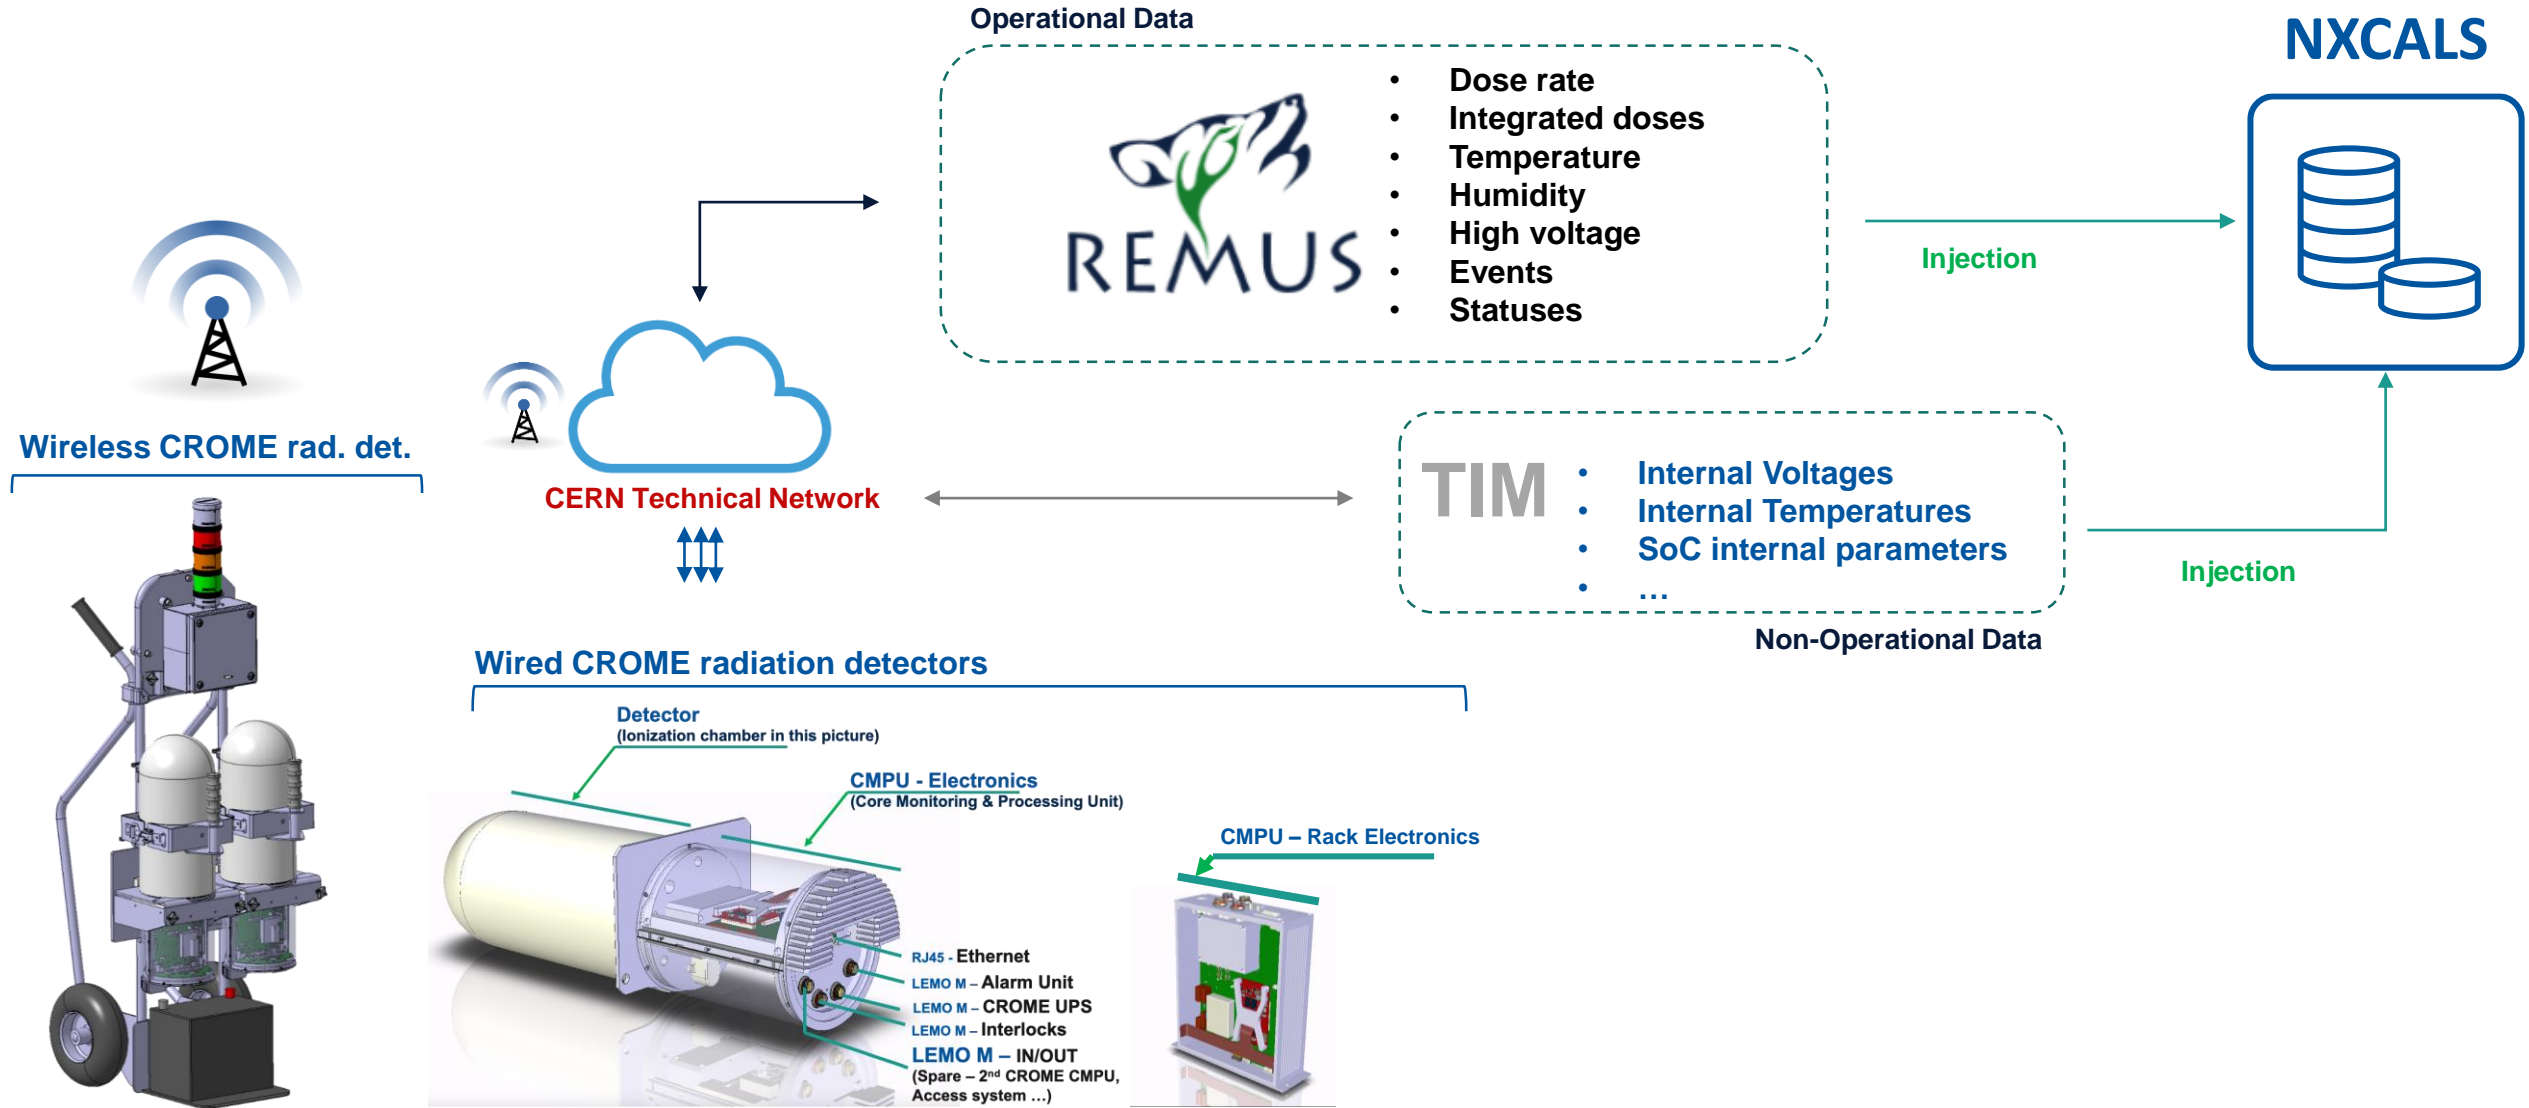 Operational Data
NXCALS
REMUS
• Dose rate
• Integrated doses
• Temperature
• Humidity
• High voltage
• Events
• Statuses
Injection
Wireless CROME rad. det.
CERN Technical Network
TIM
• Internal Voltages
• Internal Temperatures
• SoC internal parameters
• …
Injection
Non-Operational Data
Wired CROME radiation detectors
Detector
(Ionization chamber in this picture)
CMPU - Electronics
(Core Monitoring & Processing Unit)
CMPU – Rack Electronics
RJ45 - Ethernet
LEMO M – Alarm Unit
LEMO M – CROME UPS
LEMO M – Interlocks
LEMO M – IN/OUT
(Spare – 2nd CROME CMPU,
Access system ...)